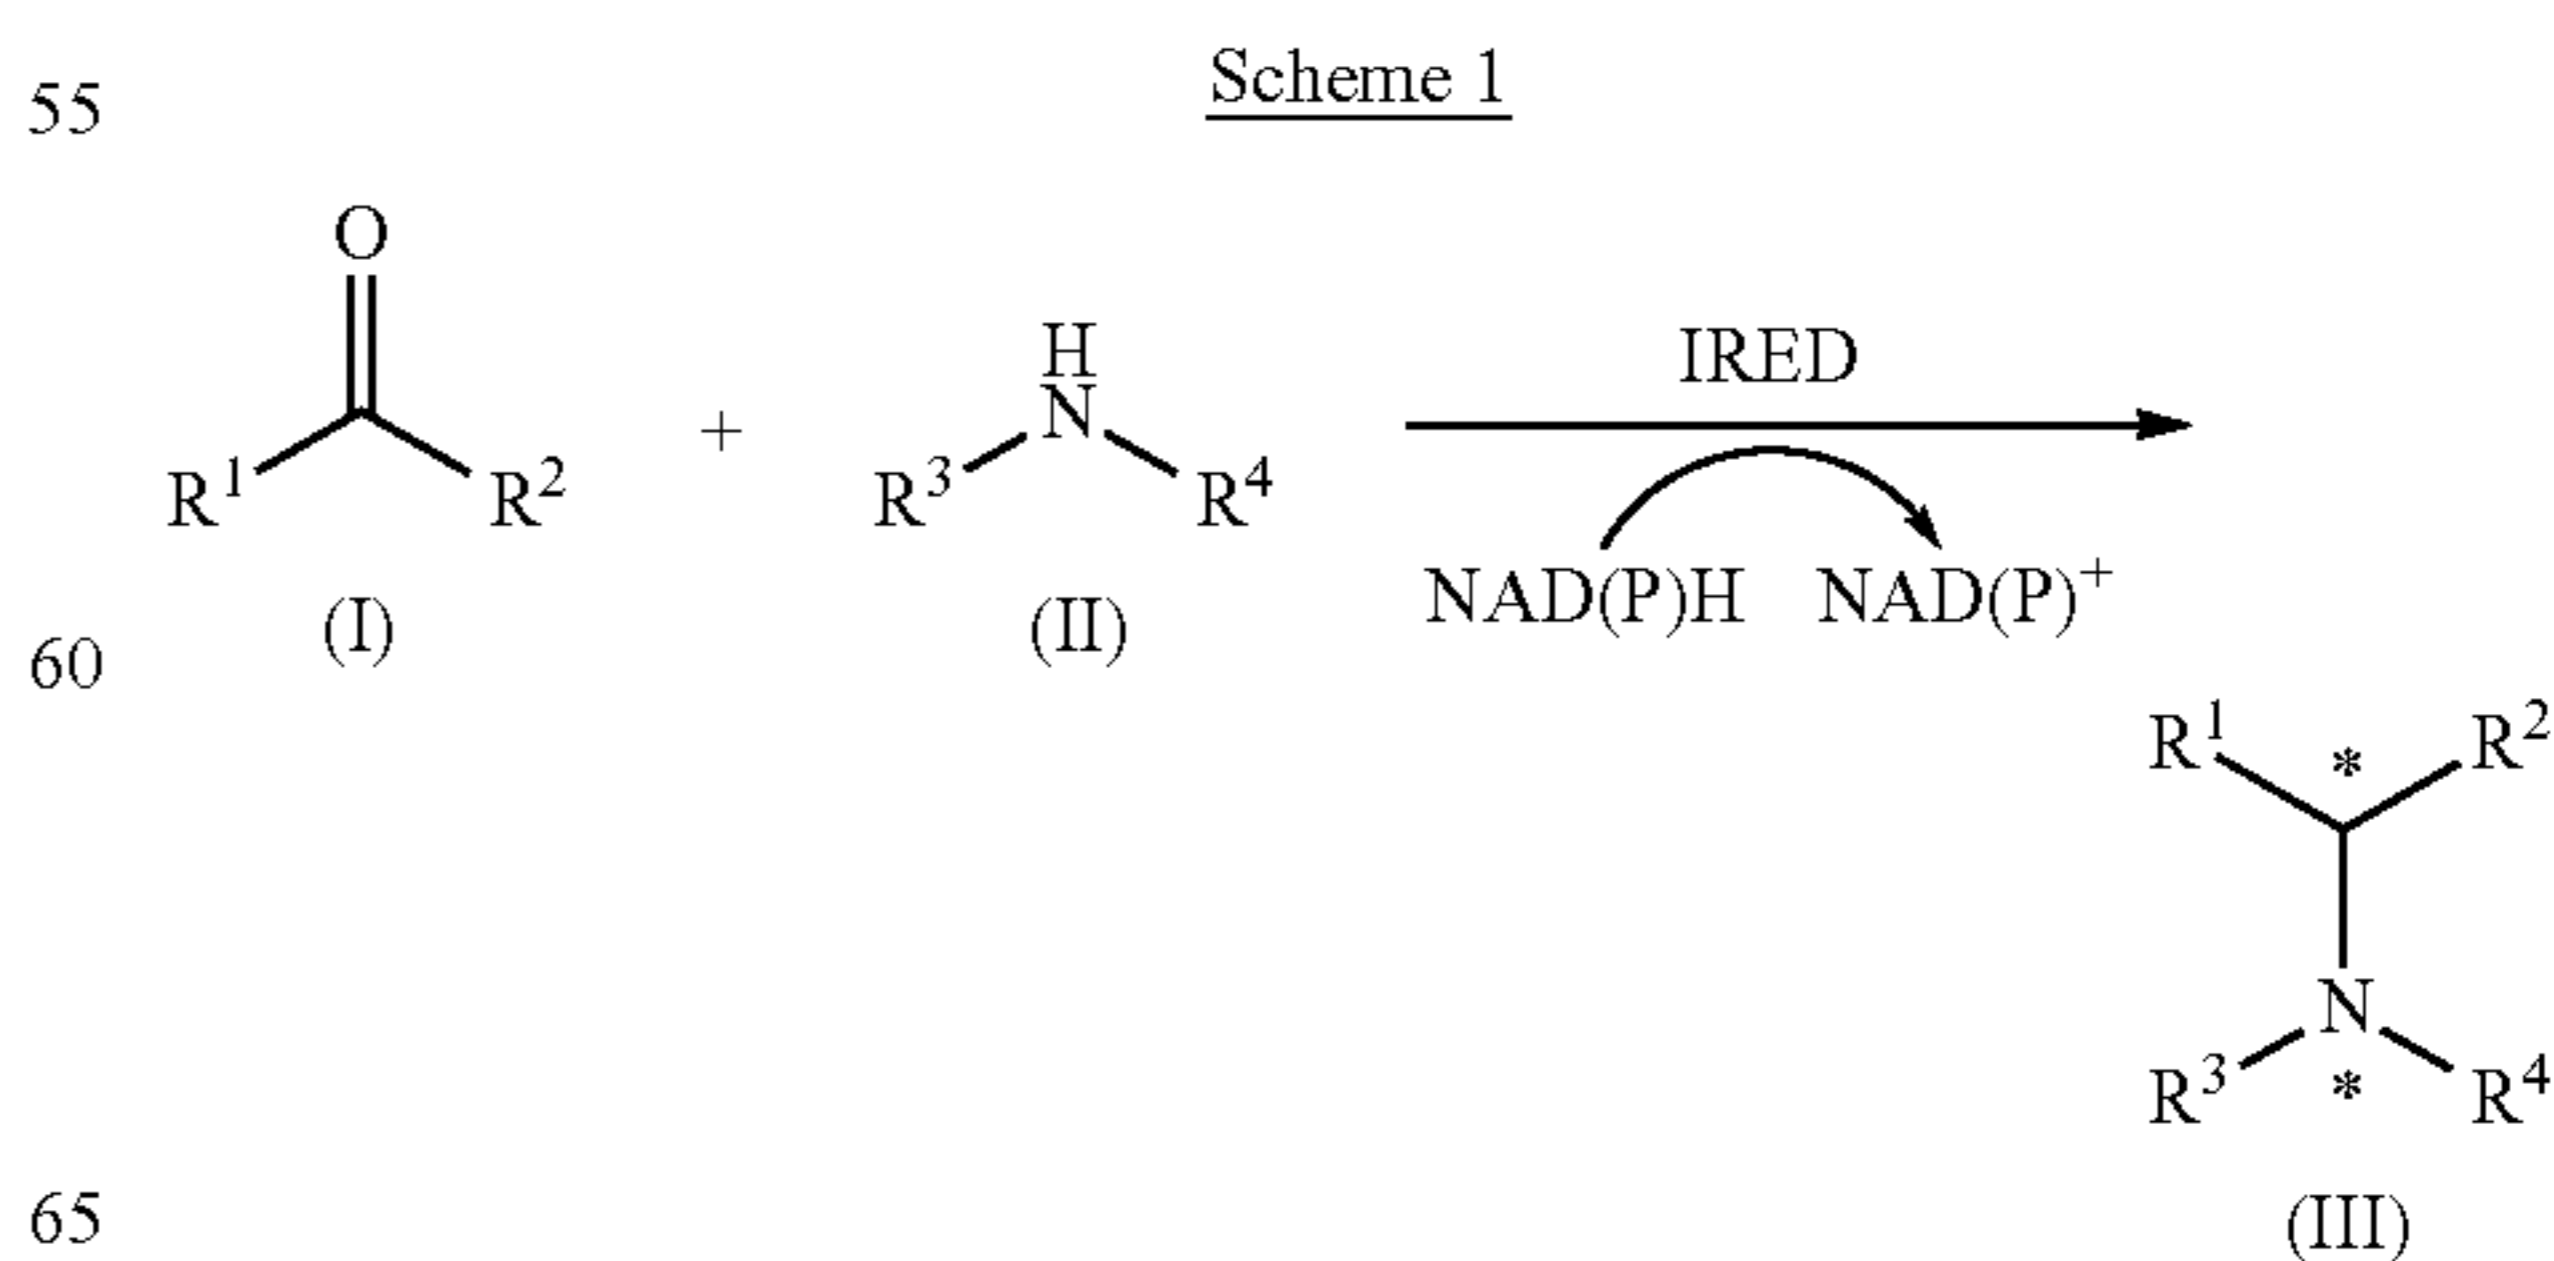 Scheme 1
55
O
H
N
IRED
R¹
+
R²
R³
R⁴
NAD(P)H NAD(P)⁺
(I)
(II)
60
R¹
*
R²
N
R³
*
R⁴
65
(III)